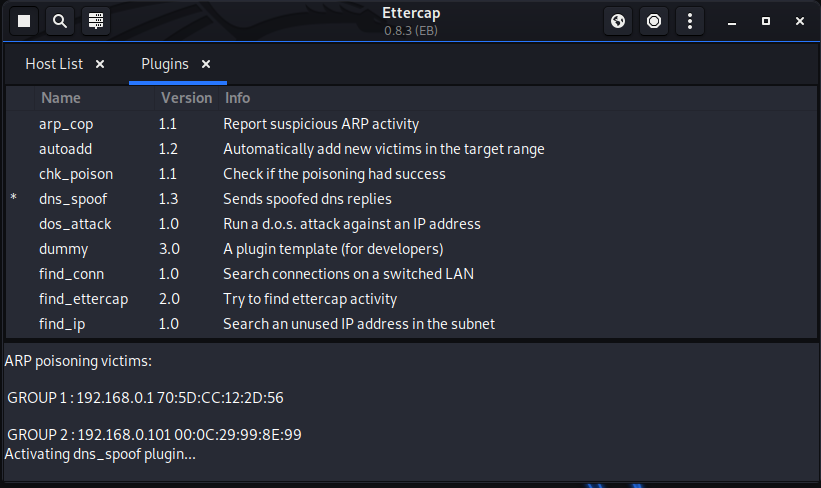 Ettercap
0.8.3 (EB)
Host List × Plugins ×
Name Version Info
arp_cop 1.1 Report suspicious ARP activity
autoadd 1.2 Automatically add new victims in the target range
chk_poison 1.1 Check if the poisoning had success
* dns_spoof 1.3 Sends spoofed dns replies
dos_attack 1.0 Run a d.o.s. attack against an IP address
dummy 3.0 A plugin template (for developers)
find_conn 1.0 Search connections on a switched LAN
find_ettercap 2.0 Try to find ettercap activity
find_ip 1.0 Search an unused IP address in the subnet
ARP poisoning victims:
GROUP 1 : 192.168.0.1 70:5D:CC:12:2D:56
GROUP 2 : 192.168.0.101 00:0C:29:99:8E:99
Activating dns_spoof plugin...